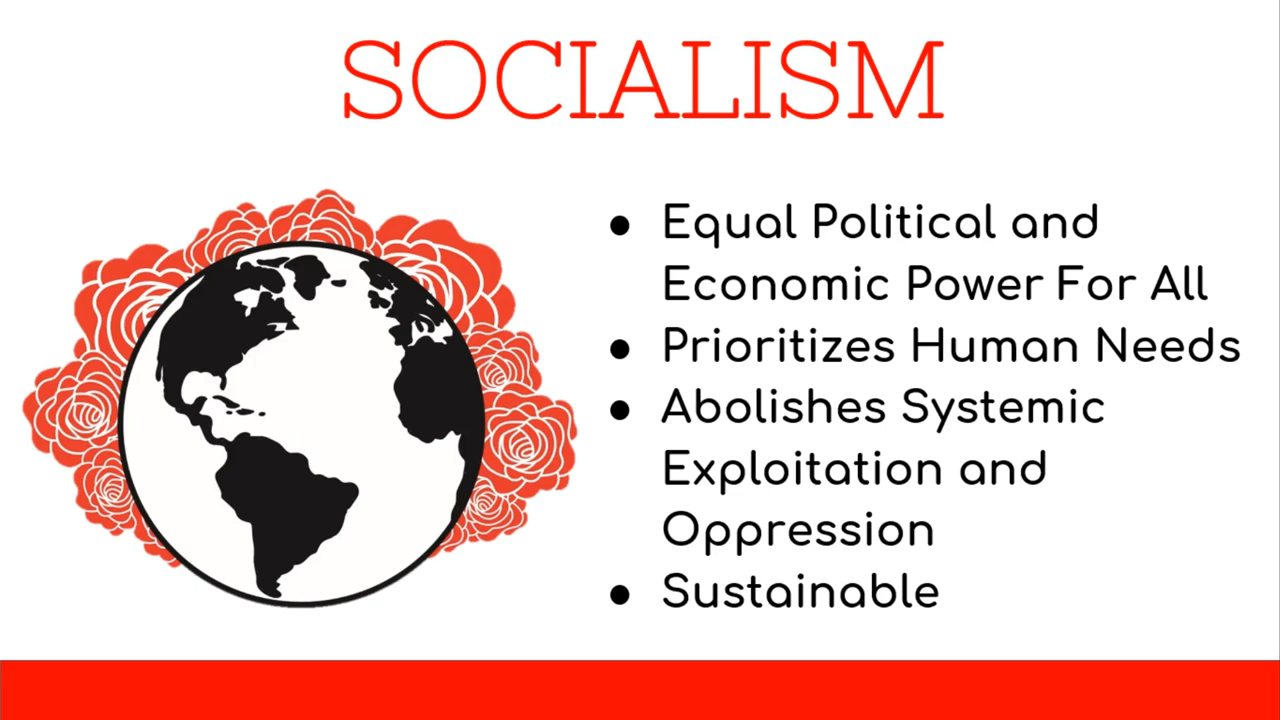 SOCIALISM
● Equal Political and
Economic Power For All
● Prioritizes Human Needs
● Abolishes Systemic
Exploitation and
Oppression
● Sustainable